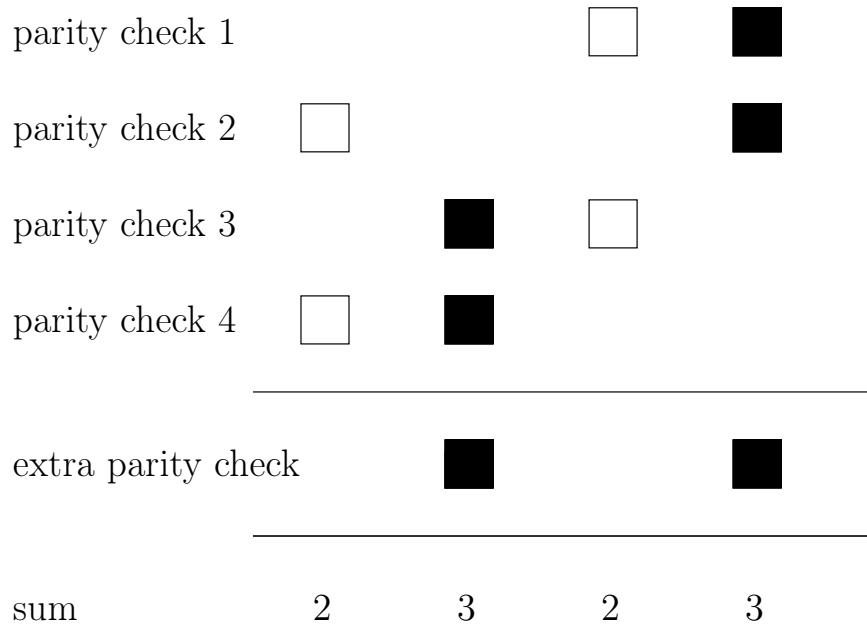 parity check 1
parity check 2
parity check 3
parity check 4
extra parity check
sum 2 3 2 3